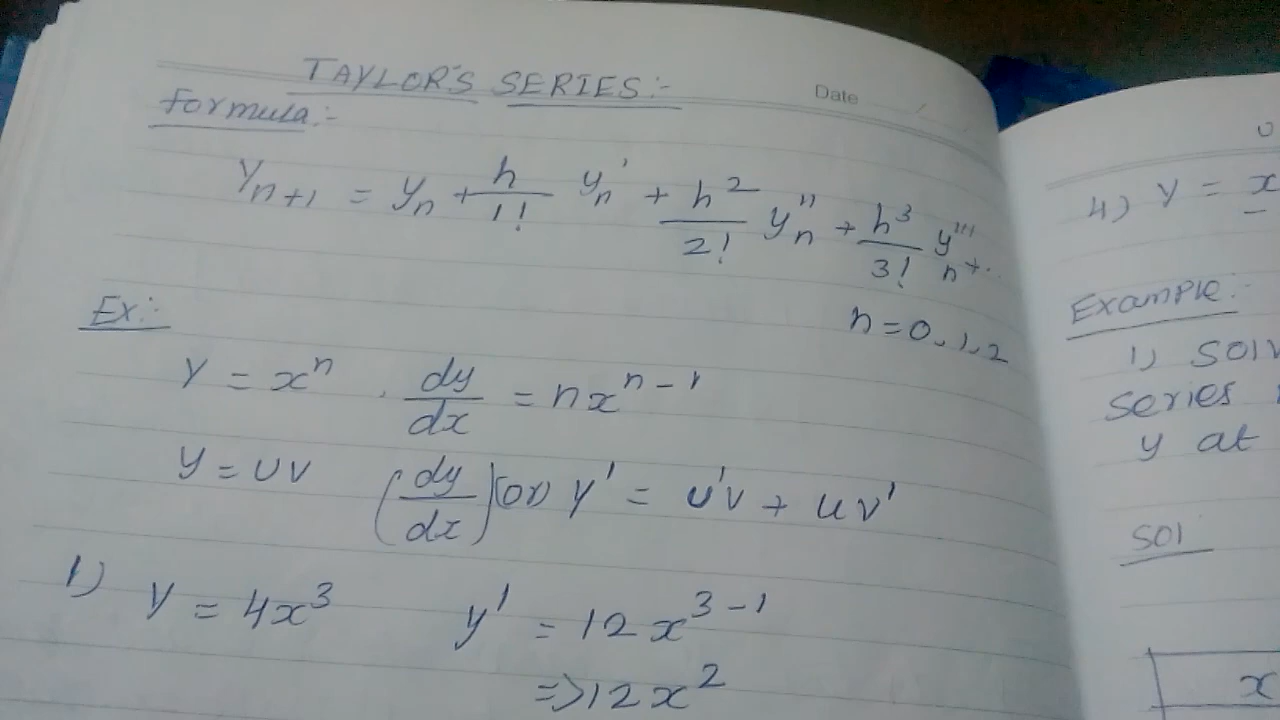 TAYLOR'S SERIES:-
Date
Formula:-
Yn+1 = yn + h/1! yn' + h²/2! yn'' + h³/3! yn''' + ..
n = 0, 1, 2
Ex:-
Y = xⁿ . dy/dx = nxⁿ⁻¹
y = uv (dy/dx) (or) y' = u'v + uv'
1) Y = 4x³ y' = 12x³⁻¹
=> 12x²
4) Y = x
Example:-
1) Solv
series
y at
Sol
x